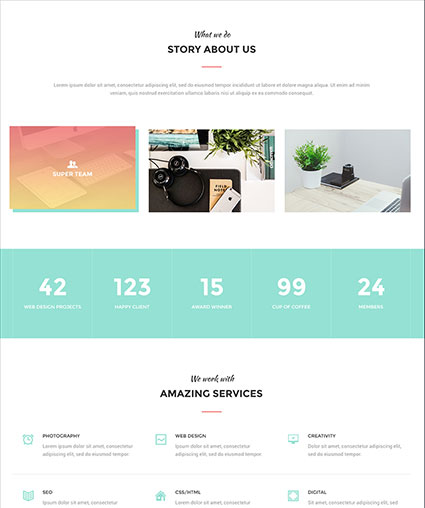 What we do
STORY ABOUT US
Lorem ipsum dolor sit amet, consectetur adipiscing elit, sed do eiusmod tempor incididunt ut labore et dolore magna aliqua. Ut enim ad minim
veniam, quis nostrud exercitation ullamco laboris nisi ut aliquip ex ea commodo consequat.
SUPER TEAM
FIELD NOTES
42
123
15
99
24
WEB DESIGN PROJECTS
HAPPY CLIENT
AWARD WINNER
CUP OF COFFEE
MEMBERS
We work with
AMAZING SERVICES
PHOTOGRAPHY
Lorem ipsum dolor sit amet, consectetur
adipiscing elit, sed do eiusmod tempor.
WEB DESIGN
Dolor sit amet, consectetur adipiscing
elit, sed do eiusmod tempor
CREATIVITY
Dolor sit amet, consectetur adipiscing
elit, sed do eiusmod.
SEO
Lorem ipsum dolor sit amet, consectetur
CSS/HTML
Dolor sit amet, consectetur adipiscing
DIGITAL
Dolor sit amet, consectetur adipiscing